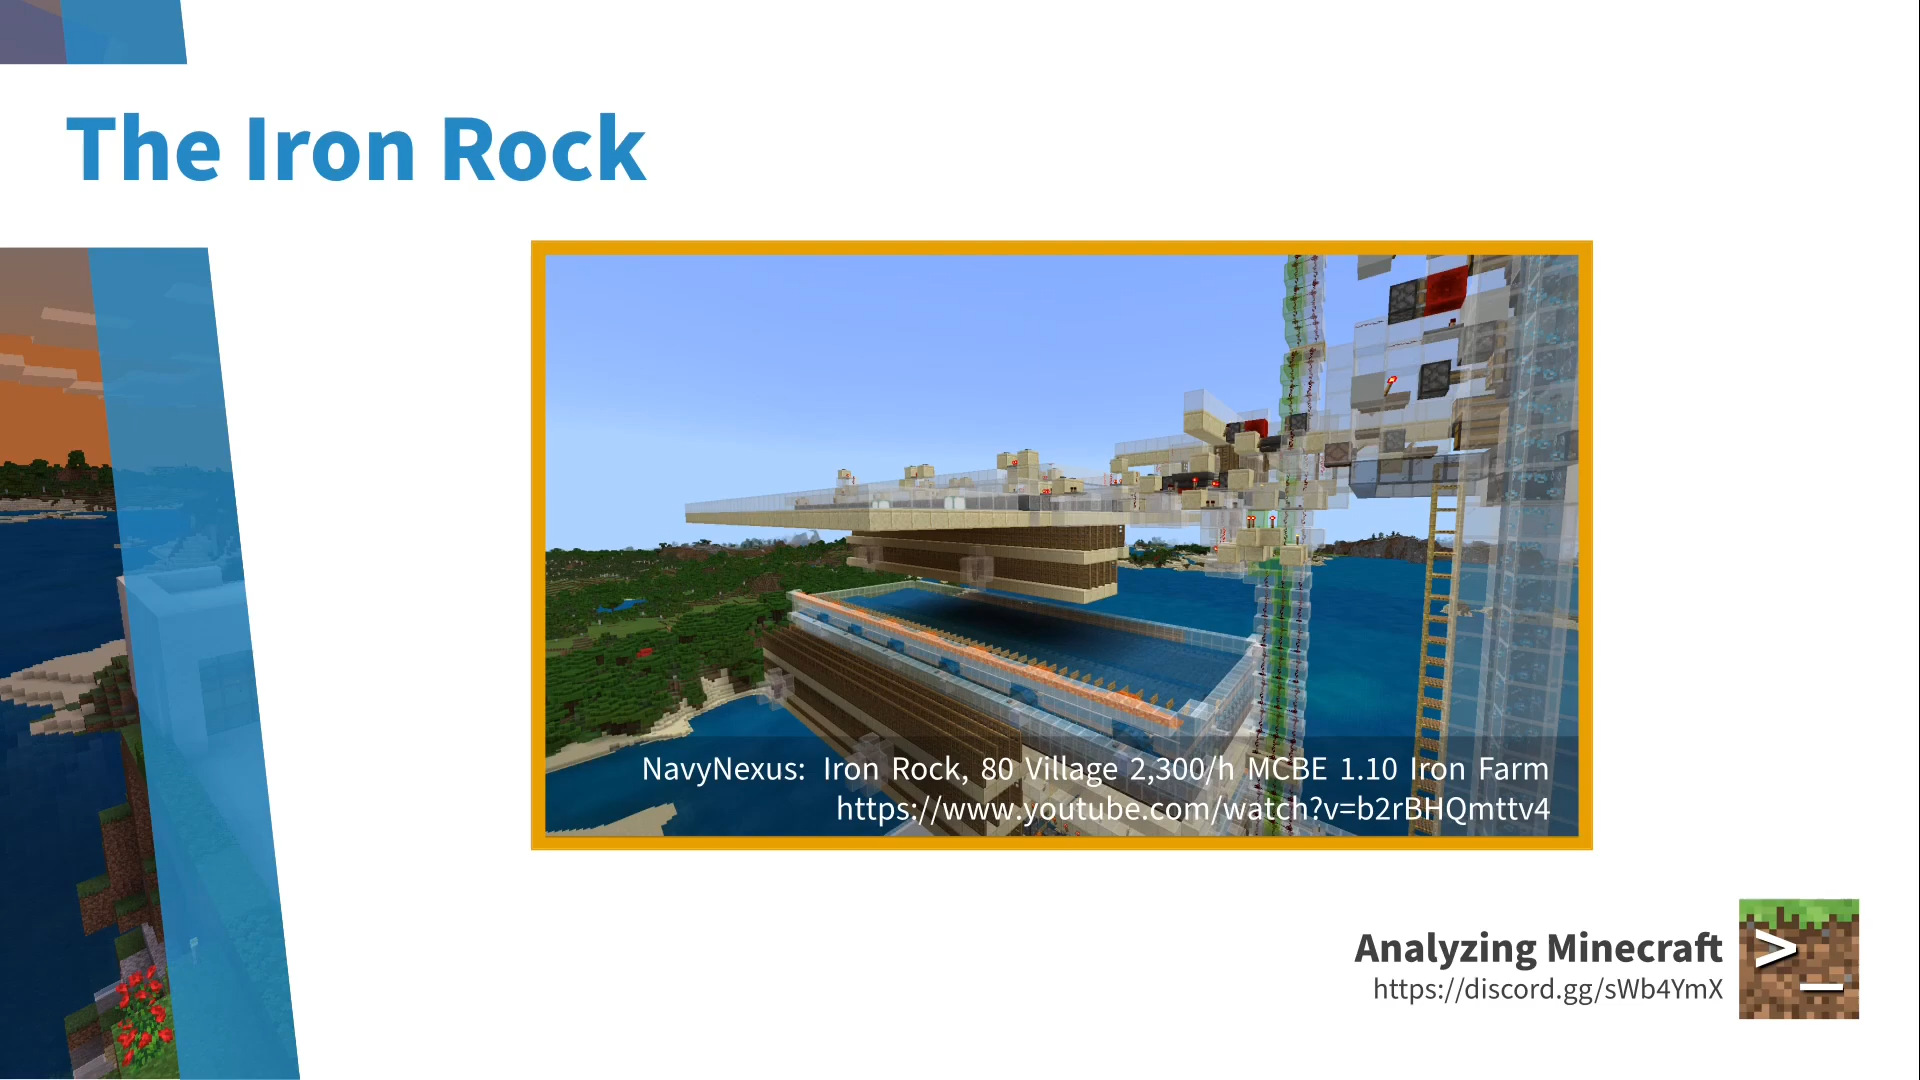 The Iron Rock
NavyNexus: Iron Rock, 80 Village 2,300/h MCBE 1.10 Iron Farm
https://www.youtube.com/watch?v=b2rBHQmttv4
Analyzing Minecraft
https://discord.gg/sWb4YmX
>_